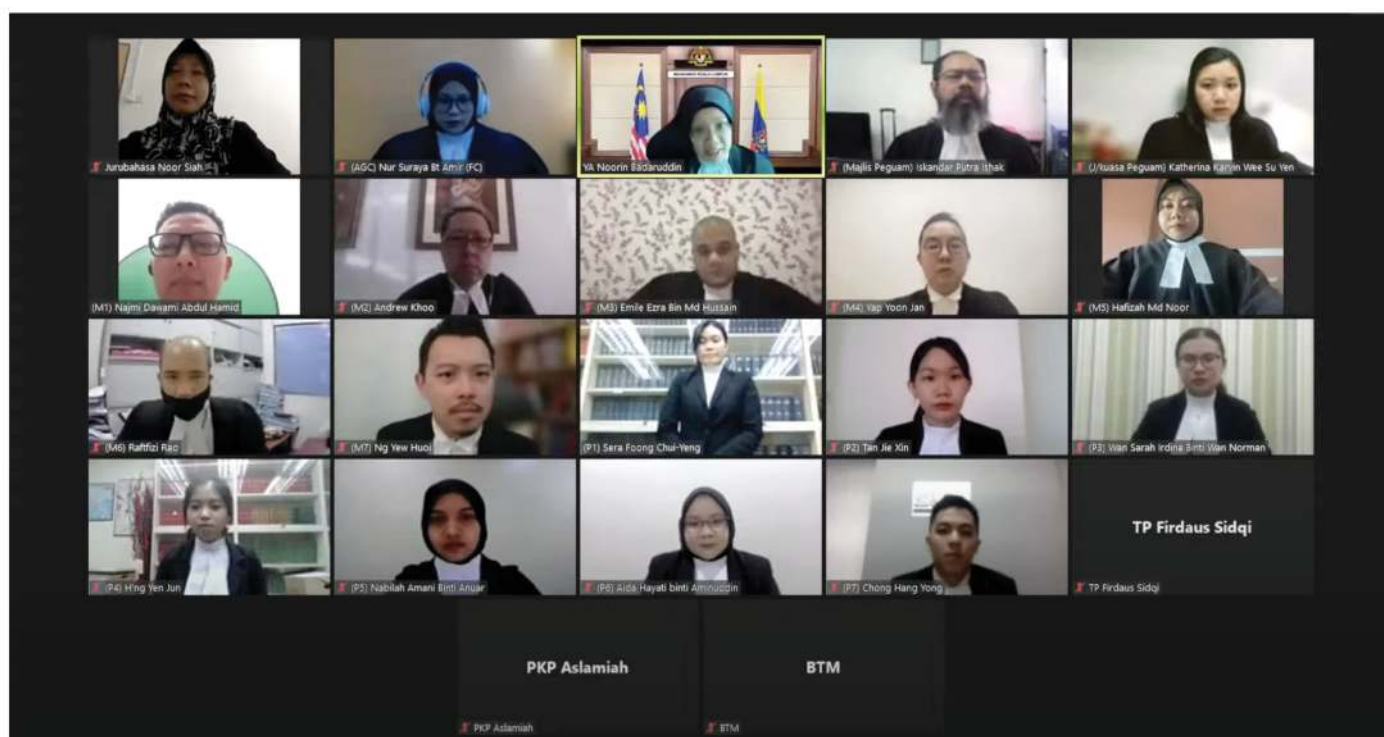 Jurubahasa Noor Siah
(AGC) Nur Suraya Bt Amir (FC)
YA Noorin Badaruddin
(Majlis Peguam) Iskandar Putra Ishak
(J/kuasa Peguam) Katherina Karvin Wee Su Yen
(M1) Najmi Dawami Abdul Hamid
(M2) Andrew Khoo
(M3) Emile Ezra Bin Md Hussain
(M4) Yap Yoon Jan
(M5) Hafizah Md Noor
(M6) Raftfizi Rao
(M7) Ng Yew Huoi
(P1) Sera Foong Chui-Yeng
(P2) Tan Jie Xin
(P3) Wan Sarah Irdina Binti Wan Norman
(P4) H'ng Yen Jun
(P5) Nabilah Amani Binti Anuar
(P6) Aida Hayati binti Aminuddin
(P7) Chong Hang Yong
TP Firdaus Sidqi
TP Firdaus Sidqi
PKP Aslamiah
PKP Aslamiah
BTM
BTM